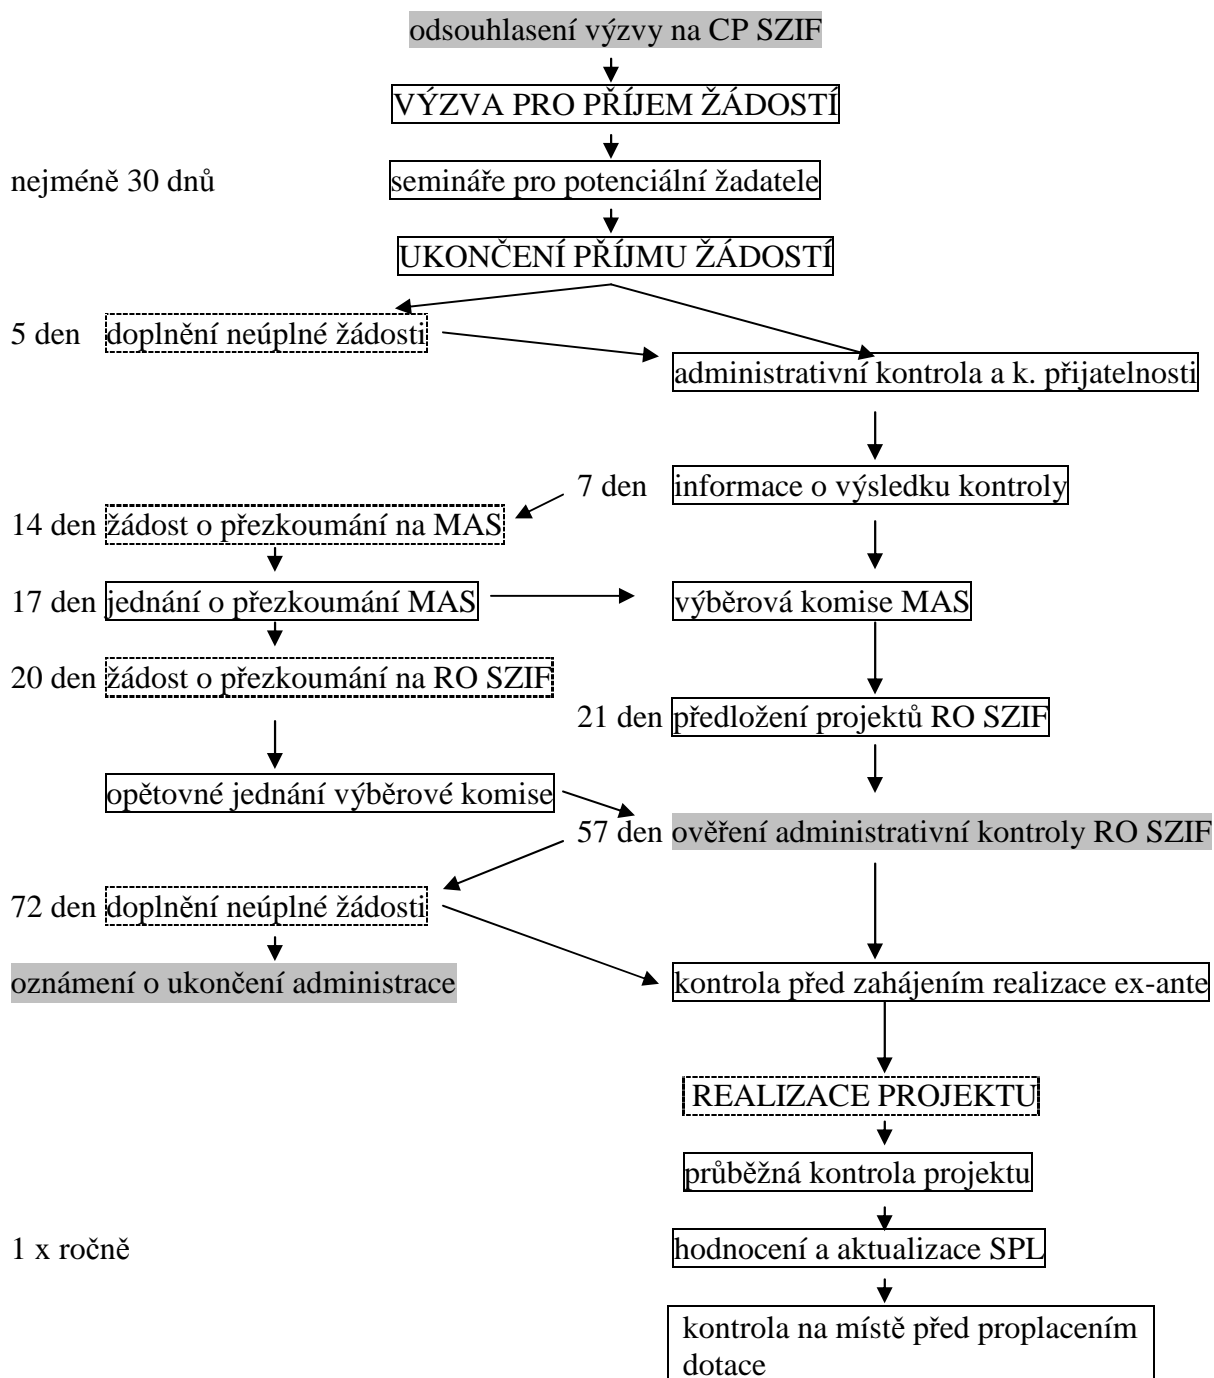 odsouhlasení výzvy na CP SZIF
VÝZVA PRO PŘÍJEM ŽÁDOSTÍ
nejméně 30 dnů semináře pro potenciální žadatele
UKONČENÍ PŘÍJMU ŽÁDOSTÍ
5 den doplnění neúplné žádosti
administrativní kontrola a k. přijatelnosti
7 den informace o výsledku kontroly
14 den žádost o přezkoumání na MAS
17 den jednání o přezkoumání MAS výběrová komise MAS
20 den žádost o přezkoumání na RO SZIF
21 den předložení projektů RO SZIF
opětovné jednání výběrové komise
57 den ověření administrativní kontroly RO SZIF
72 den doplnění neúplné žádosti
oznámení o ukončení administrace kontrola před zahájením realizace ex-ante
REALIZACE PROJEKTU
průběžná kontrola projektu
1 x ročně hodnocení a aktualizace SPL
kontrola na místě před proplacením
dotace